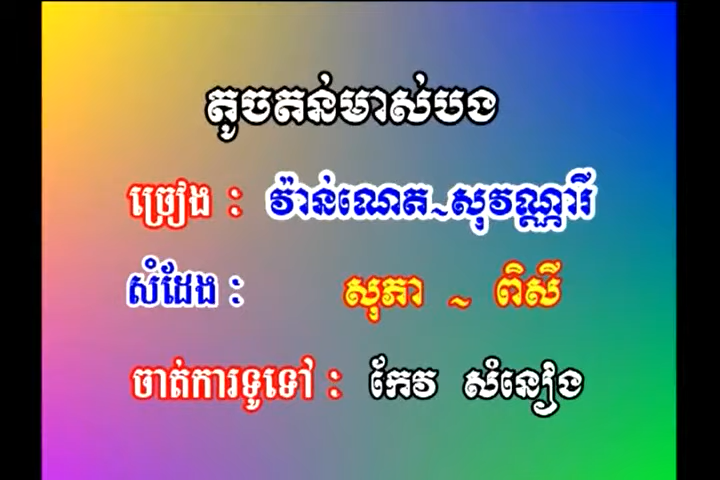 តូចតន់មាស់បង
ច្រៀង : វ៉ាន់ណេត~សុវណ្ណារី
សំដែង : សុភា ~ ពិសី
ចាត់ការទូទៅ : កែវ សំនៀង